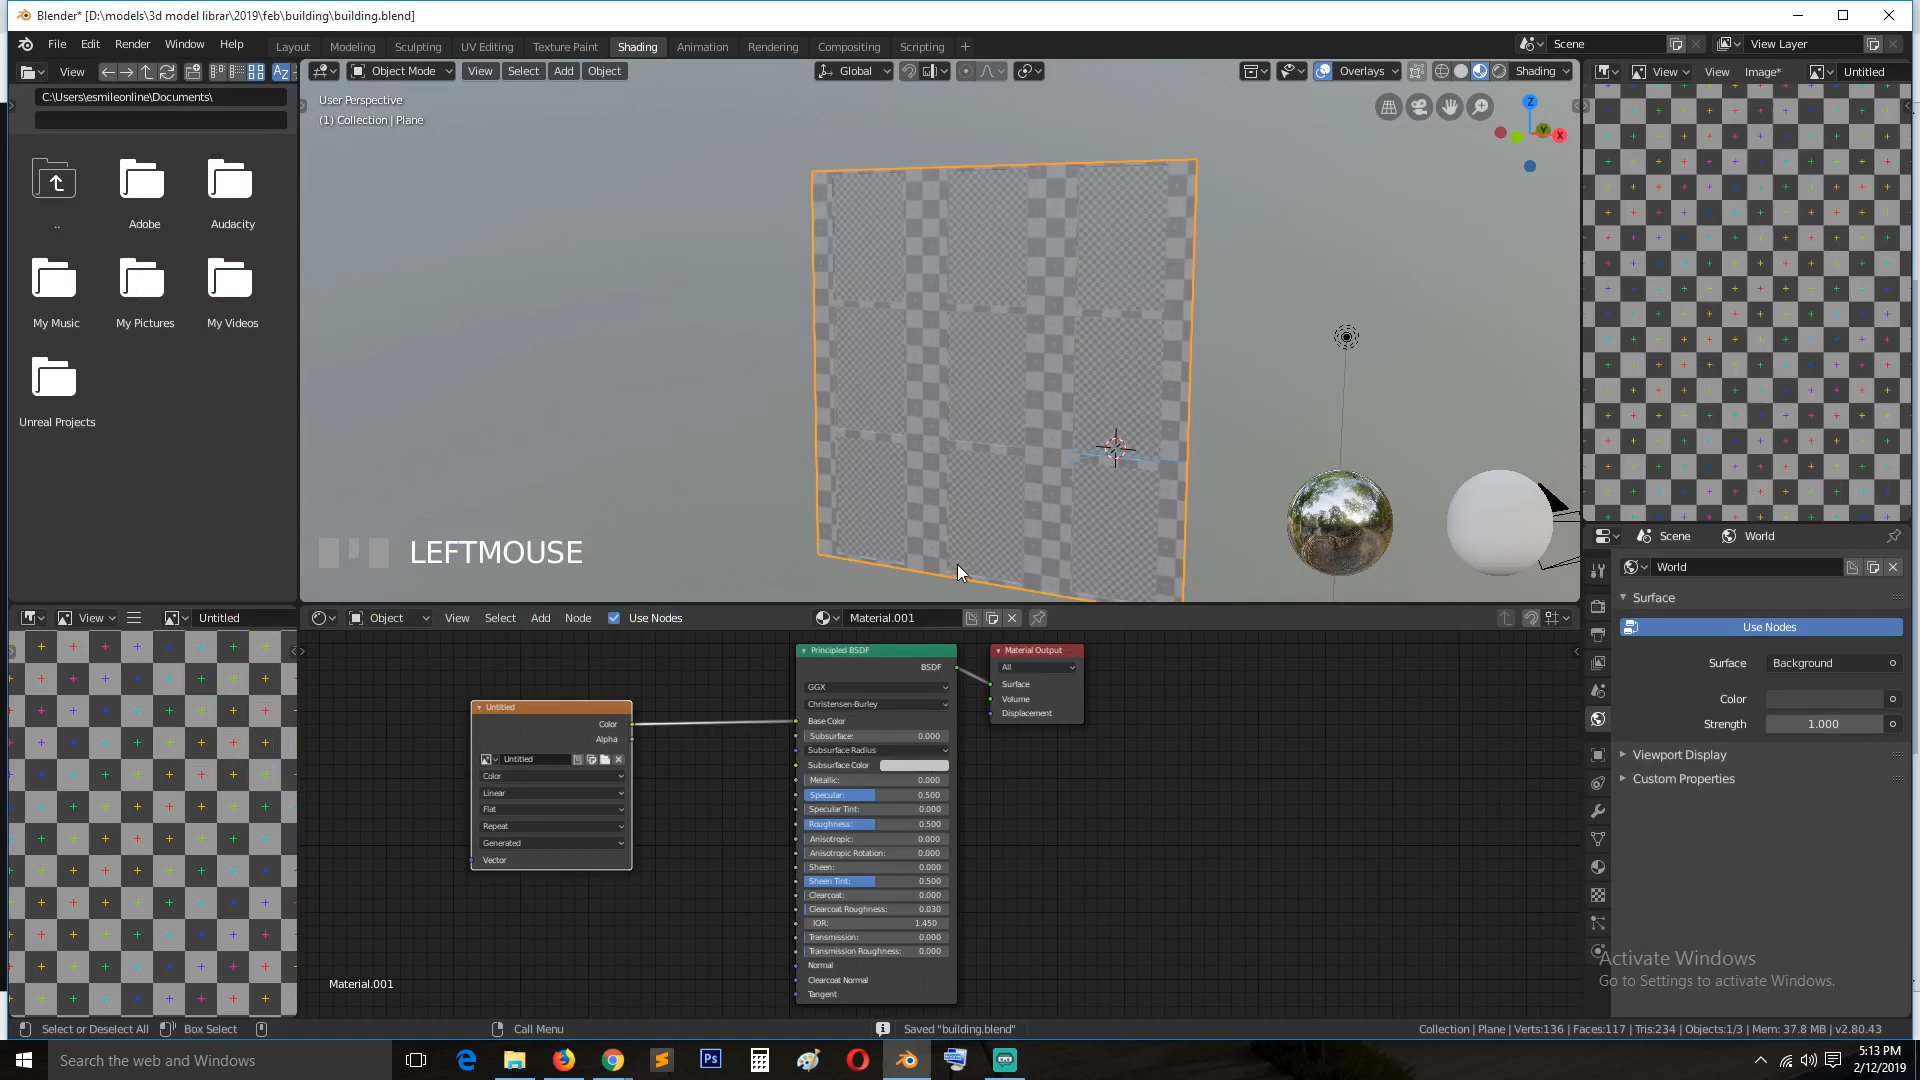 Blender* [D:\models\3d model librar\2019\feb\building\building.blend]
File Edit Render Window Help
Layout Modeling Sculpting UV Editing Texture Paint Shading Animation Rendering Compositing Scripting +
Scene
View Layer
View
Object Mode View Select Add Object
Global
Overlays
Shading
View View Image* Untitled
C:\Users\esmileonline\Documents\
..
Adobe
Audacity
My Music
My Pictures
My Videos
Unreal Projects
User Perspective
(1) Collection | Plane
Z
Y
X
LEFTMOUSE
Scene World
World
Surface
Use Nodes
Surface Background
Color
Strength 1.000
Viewport Display
Custom Properties
View Untitled
Object View Select Add Node Use Nodes
Material.001
Untitled
Color
Alpha
Untitled
Color
Linear
Flat
Repeat
Generated
Vector
Principled BSDF
BSDF
GGX
Christensen-Burley
Base Color
Subsurface: 0.000
Subsurface Radius
Subsurface Color
Metallic: 0.000
Specular: 0.500
Specular Tint: 0.000
Roughness: 0.500
Anisotropic: 0.000
Anisotropic Rotation: 0.000
Sheen: 0.000
Sheen Tint: 0.500
Clearcoat: 0.000
Clearcoat Roughness: 0.030
IOR: 1.450
Transmission: 0.000
Transmission Roughness: 0.000
Normal
Clearcoat Normal
Tangent
Material Output
All
Surface
Volume
Displacement
Material.001
Activate Windows
Go to Settings to activate Windows.
Select or Deselect All Box Select Call Menu
Saved "building.blend"
Collection | Plane | Verts:136 | Faces:117 | Tris:234 | Objects:1/3 | Mem: 37.8 MB | v2.80.43
Search the web and Windows
5:13 PM
2/12/2019